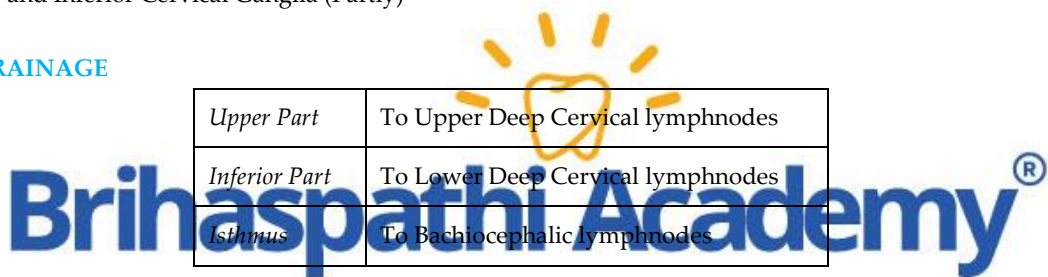 and Inferior Cervical Ganglia (Partly)
RAINAGE
Upper Part To Upper Deep Cervical lymphnodes
Inferior Part To Lower Deep Cervical lymphnodes
Isthmus To Bachiocephalic lymphnodes
Brihaspathi Academy®